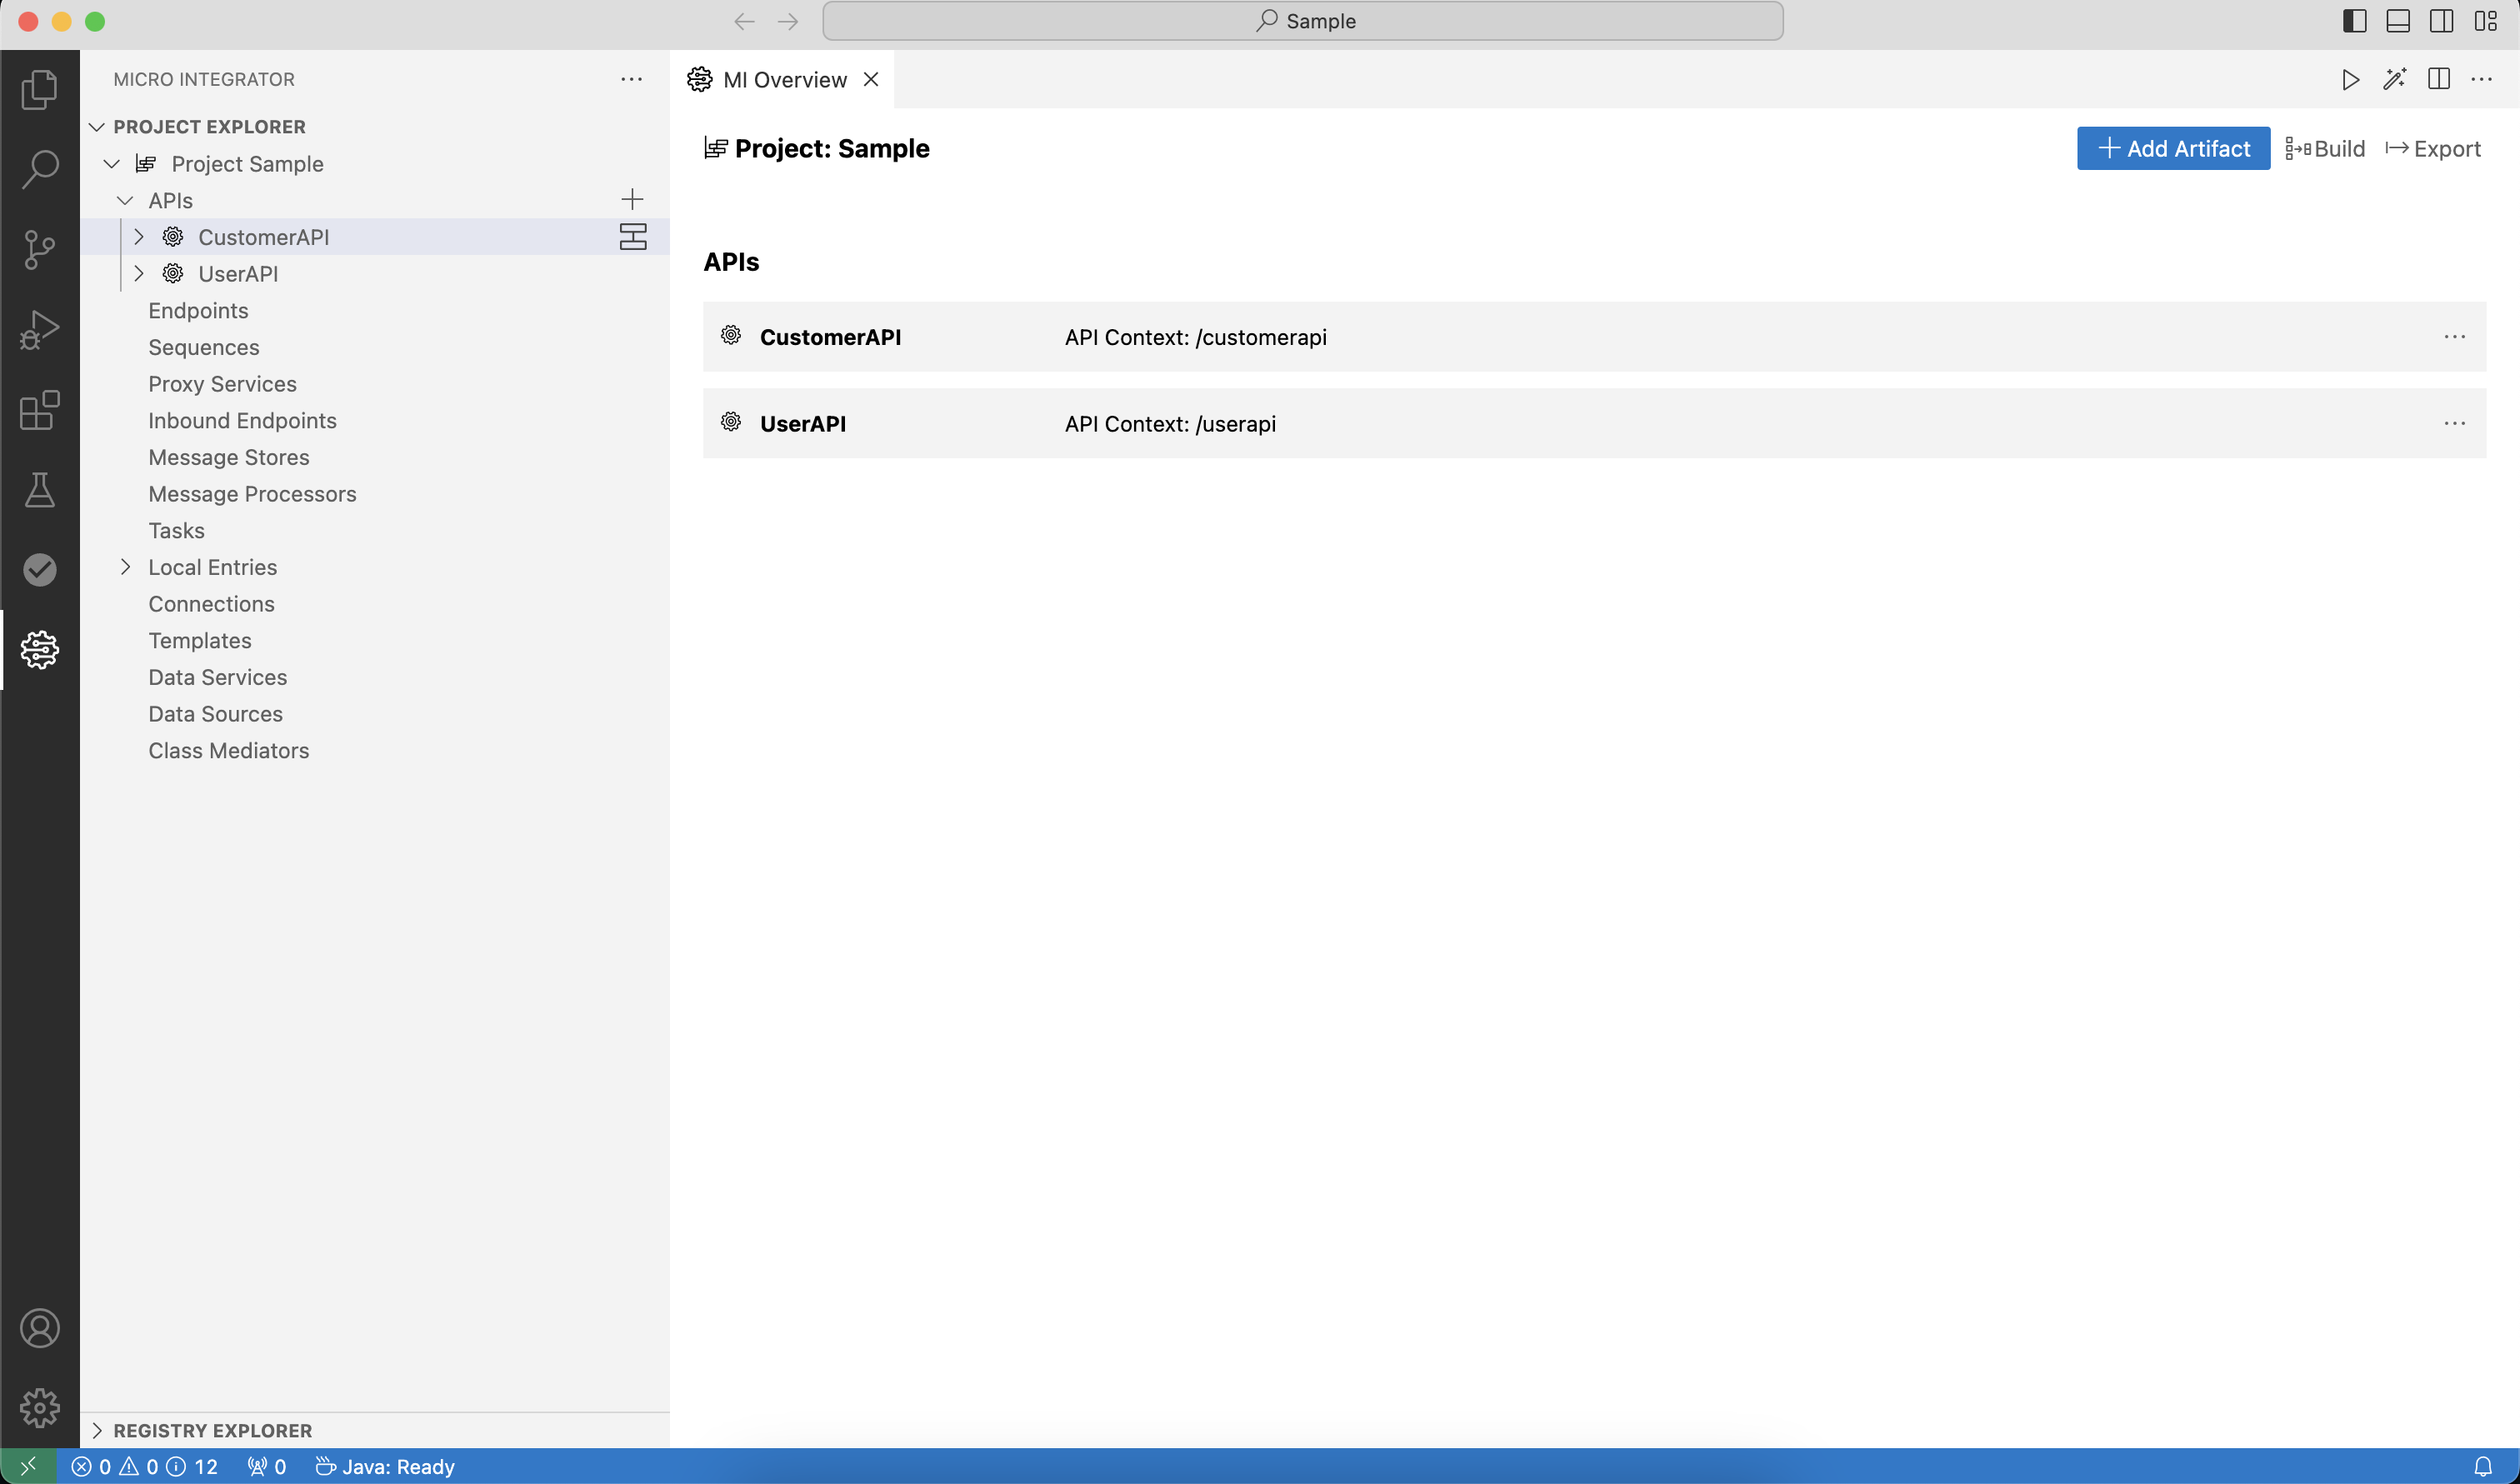 Sample
MICRO INTEGRATOR
MI Overview
PROJECT EXPLORER
Project Sample
APIs
CustomerAPI
UserAPI
Endpoints
Sequences
Proxy Services
Inbound Endpoints
Message Stores
Message Processors
Tasks
Local Entries
Connections
Templates
Data Services
Data Sources
Class Mediators
REGISTRY EXPLORER
Project: Sample
Add Artifact
Build
Export
APIs
CustomerAPI API Context: /customerapi
UserAPI API Context: /userapi
0 0 12 0 Java: Ready